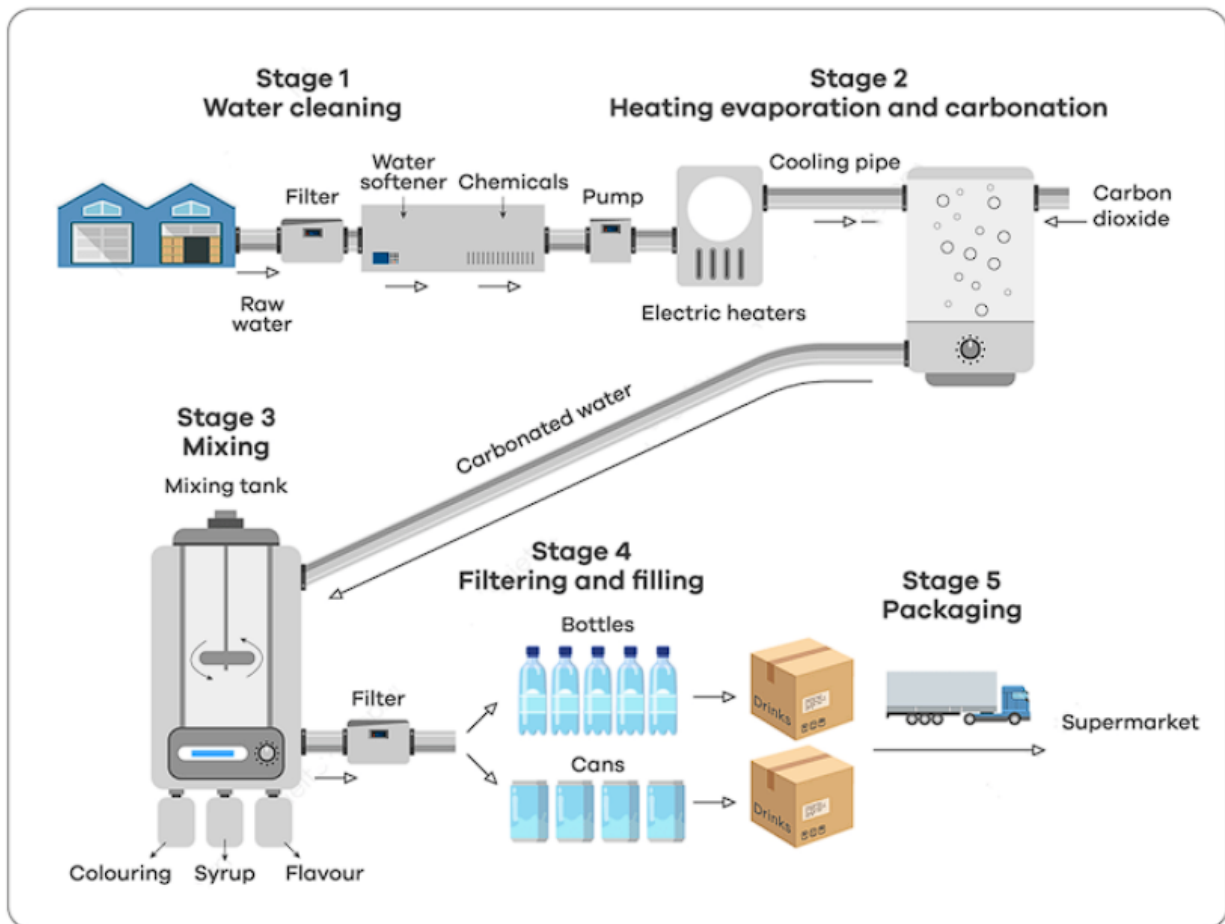 Stage 1
Water cleaning
Stage 2
Heating evaporation and carbonation
Filter
Water
softener
Chemicals
Pump
Cooling pipe
Carbon
dioxide
Raw
water
Electric heaters
Carbonated water
Stage 3
Mixing
Mixing tank
Stage 4
Filtering and filling
Stage 5
Packaging
Bottles
Filter
Drinks
Supermarket
Cans
Drinks
Colouring
Syrup
Flavour